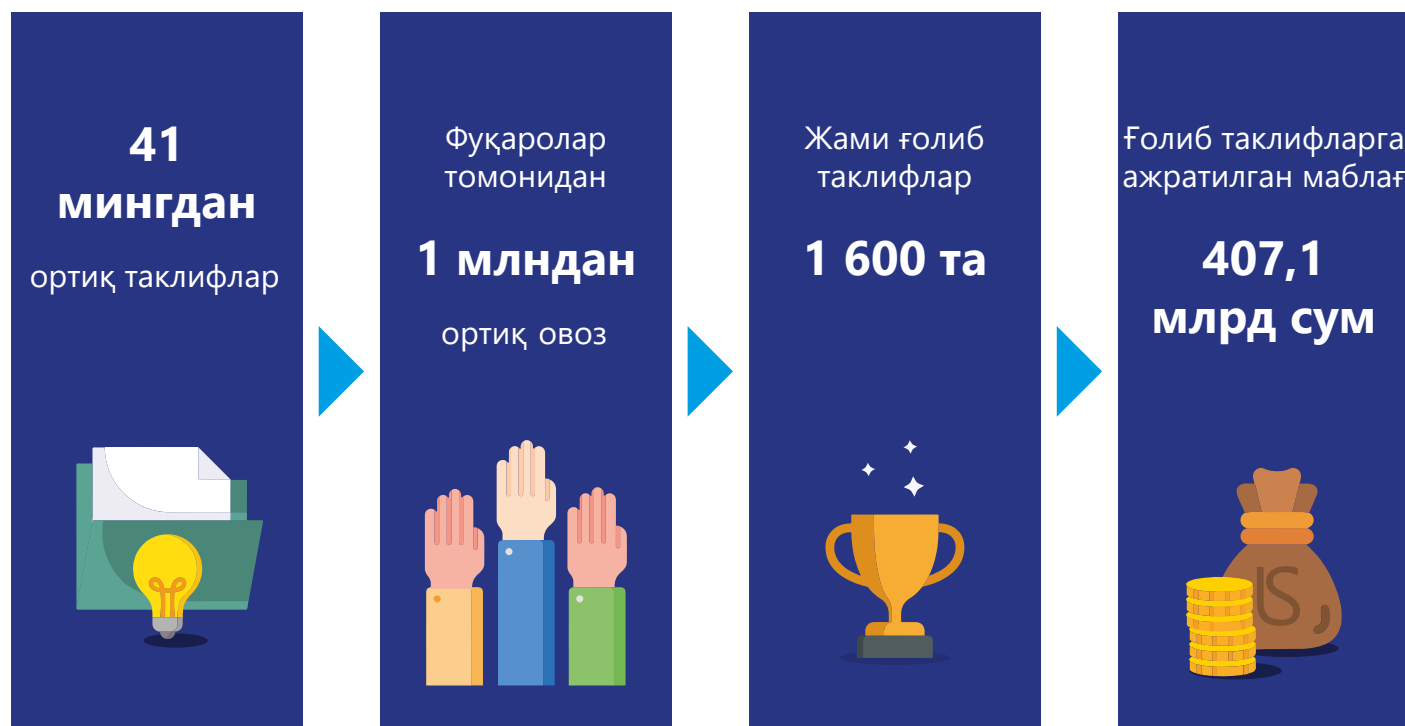 41
мингдан
ортиқ таклифлар
Фуқаролар
томонидан
1 млндан
ортиқ овоз
Жами ғолиб
таклифлар
1 600 та
Ғолиб таклифларга
ажратилган маблағ
407,1
млрд сум